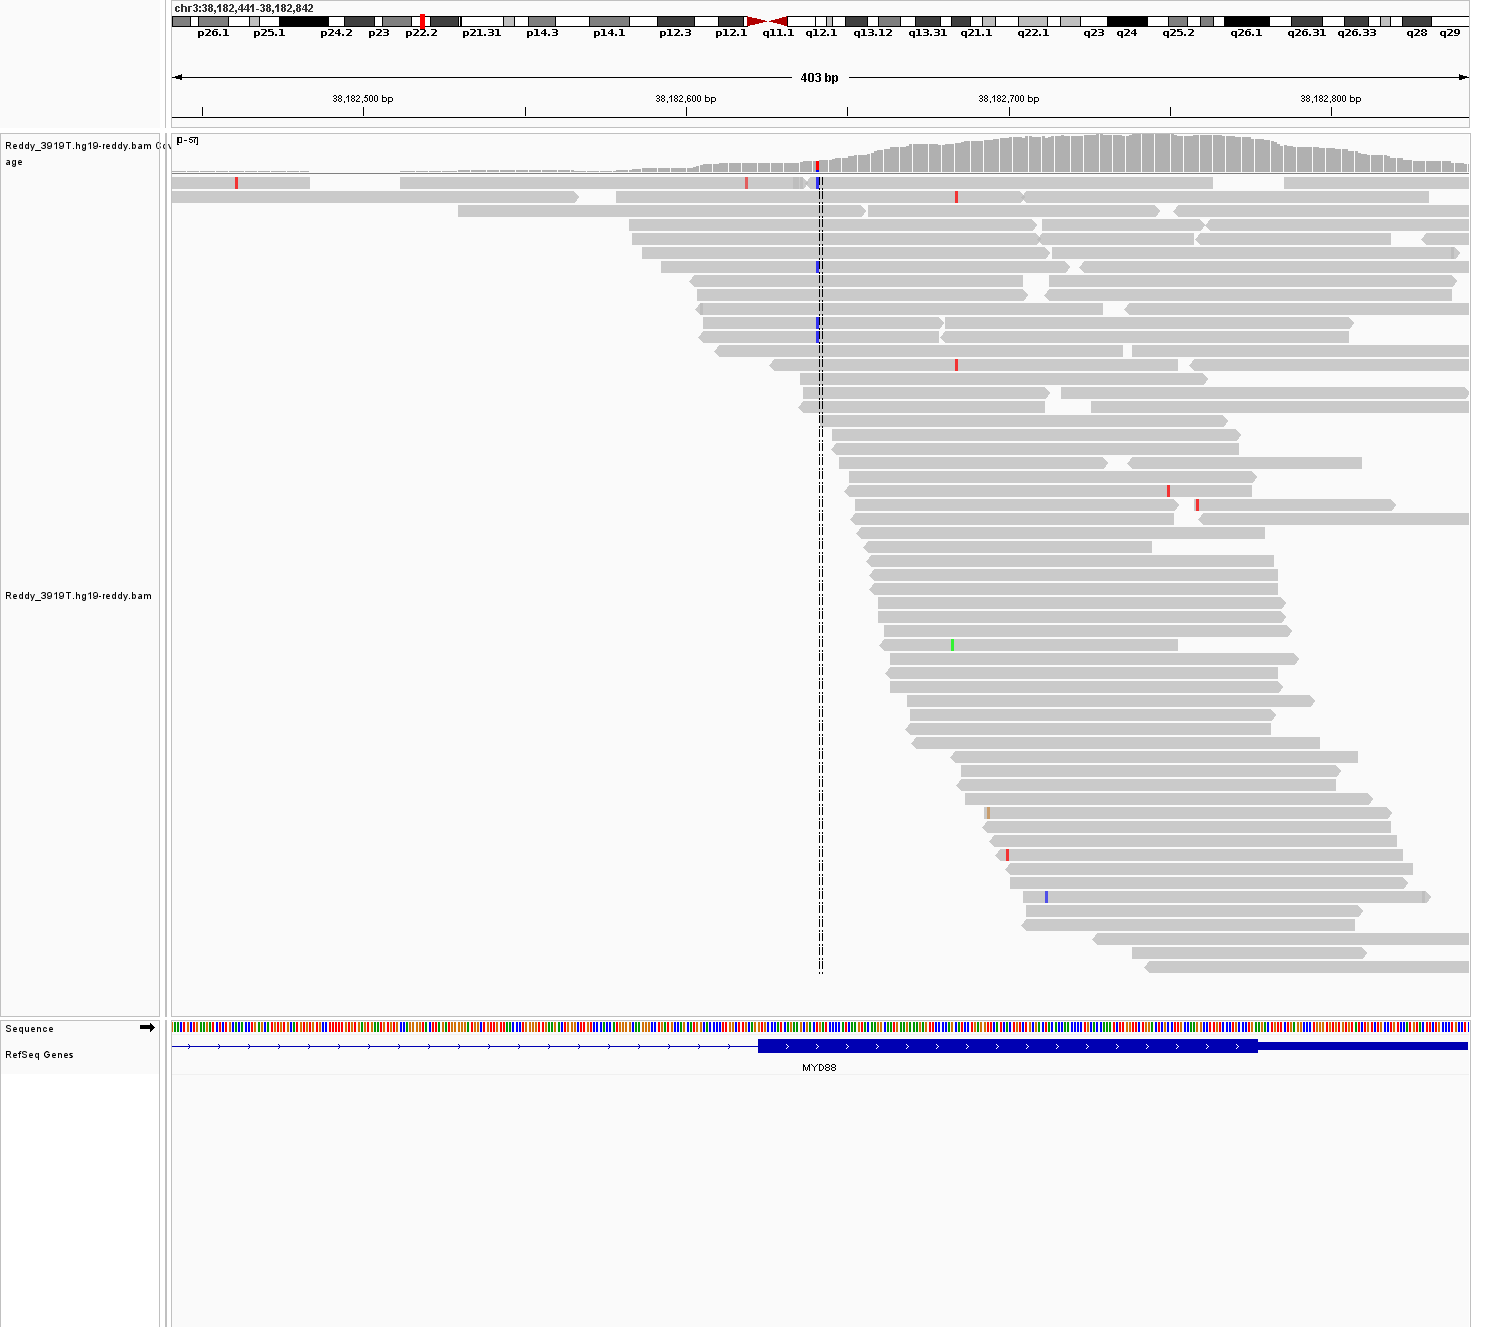 chr3:38,182,441-38,182,842
p26.1 p25.1 p24.2 p23 p22.2 p21.31 p14.3 p14.1 p12.3 p12.1 q11.1 q12.1 q13.12 q13.31 q21.1 q22.1 q23 q24 q25.2 q26.1 q26.31 q26.33 q28 q29
403 bp
38,182,500 bp 38,182,600 bp 38,182,700 bp 38,182,800 bp
[0 - 57]
Reddy_3919T.hg19-reddy.bam Cov
age
Reddy_3919T.hg19-reddy.bam
Sequence
RefSeq Genes
MYD88